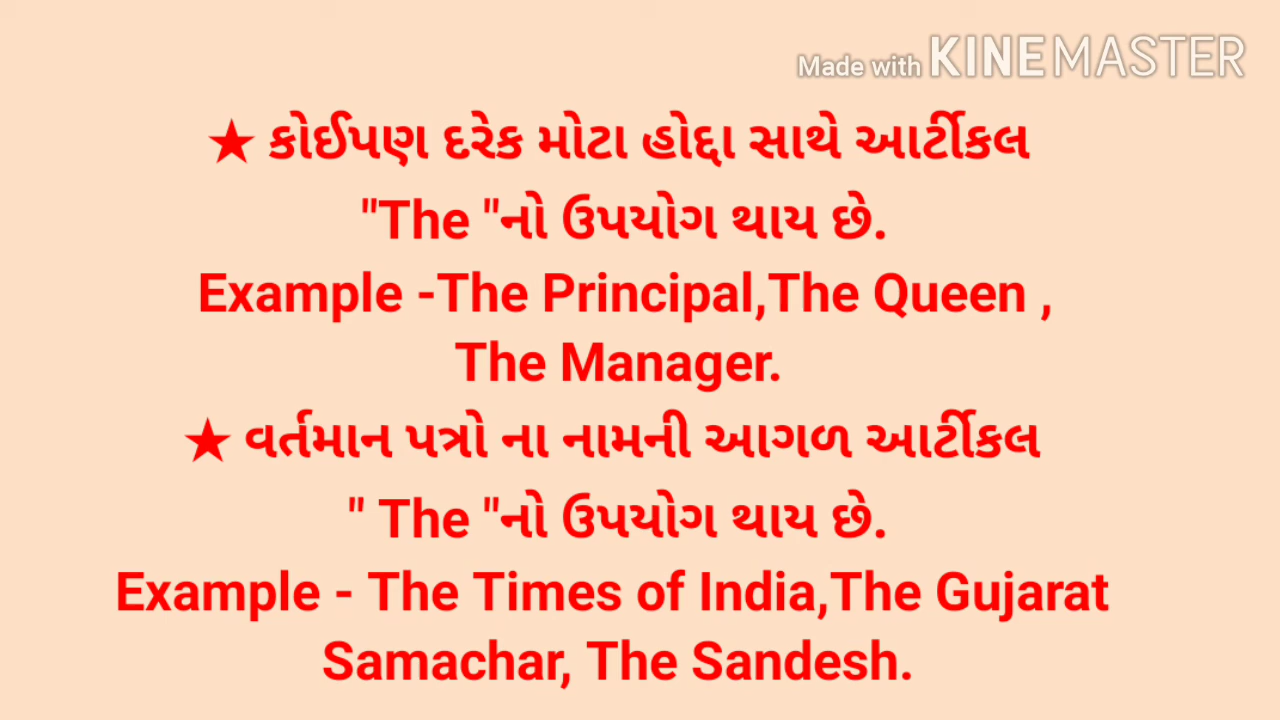 Made with KINEMASTER
★ કોઈપણ દરેક મોટા હોદ્દા સાથે આર્ટીકલ
"The "નો ઉપયોગ થાય છે.
Example -The Principal,The Queen ,
The Manager.
★ વર્તમાન પત્રો ના નામની આગળ આર્ટીકલ
" The "નો ઉપયોગ થાય છે.
Example - The Times of India,The Gujarat
Samachar, The Sandesh.